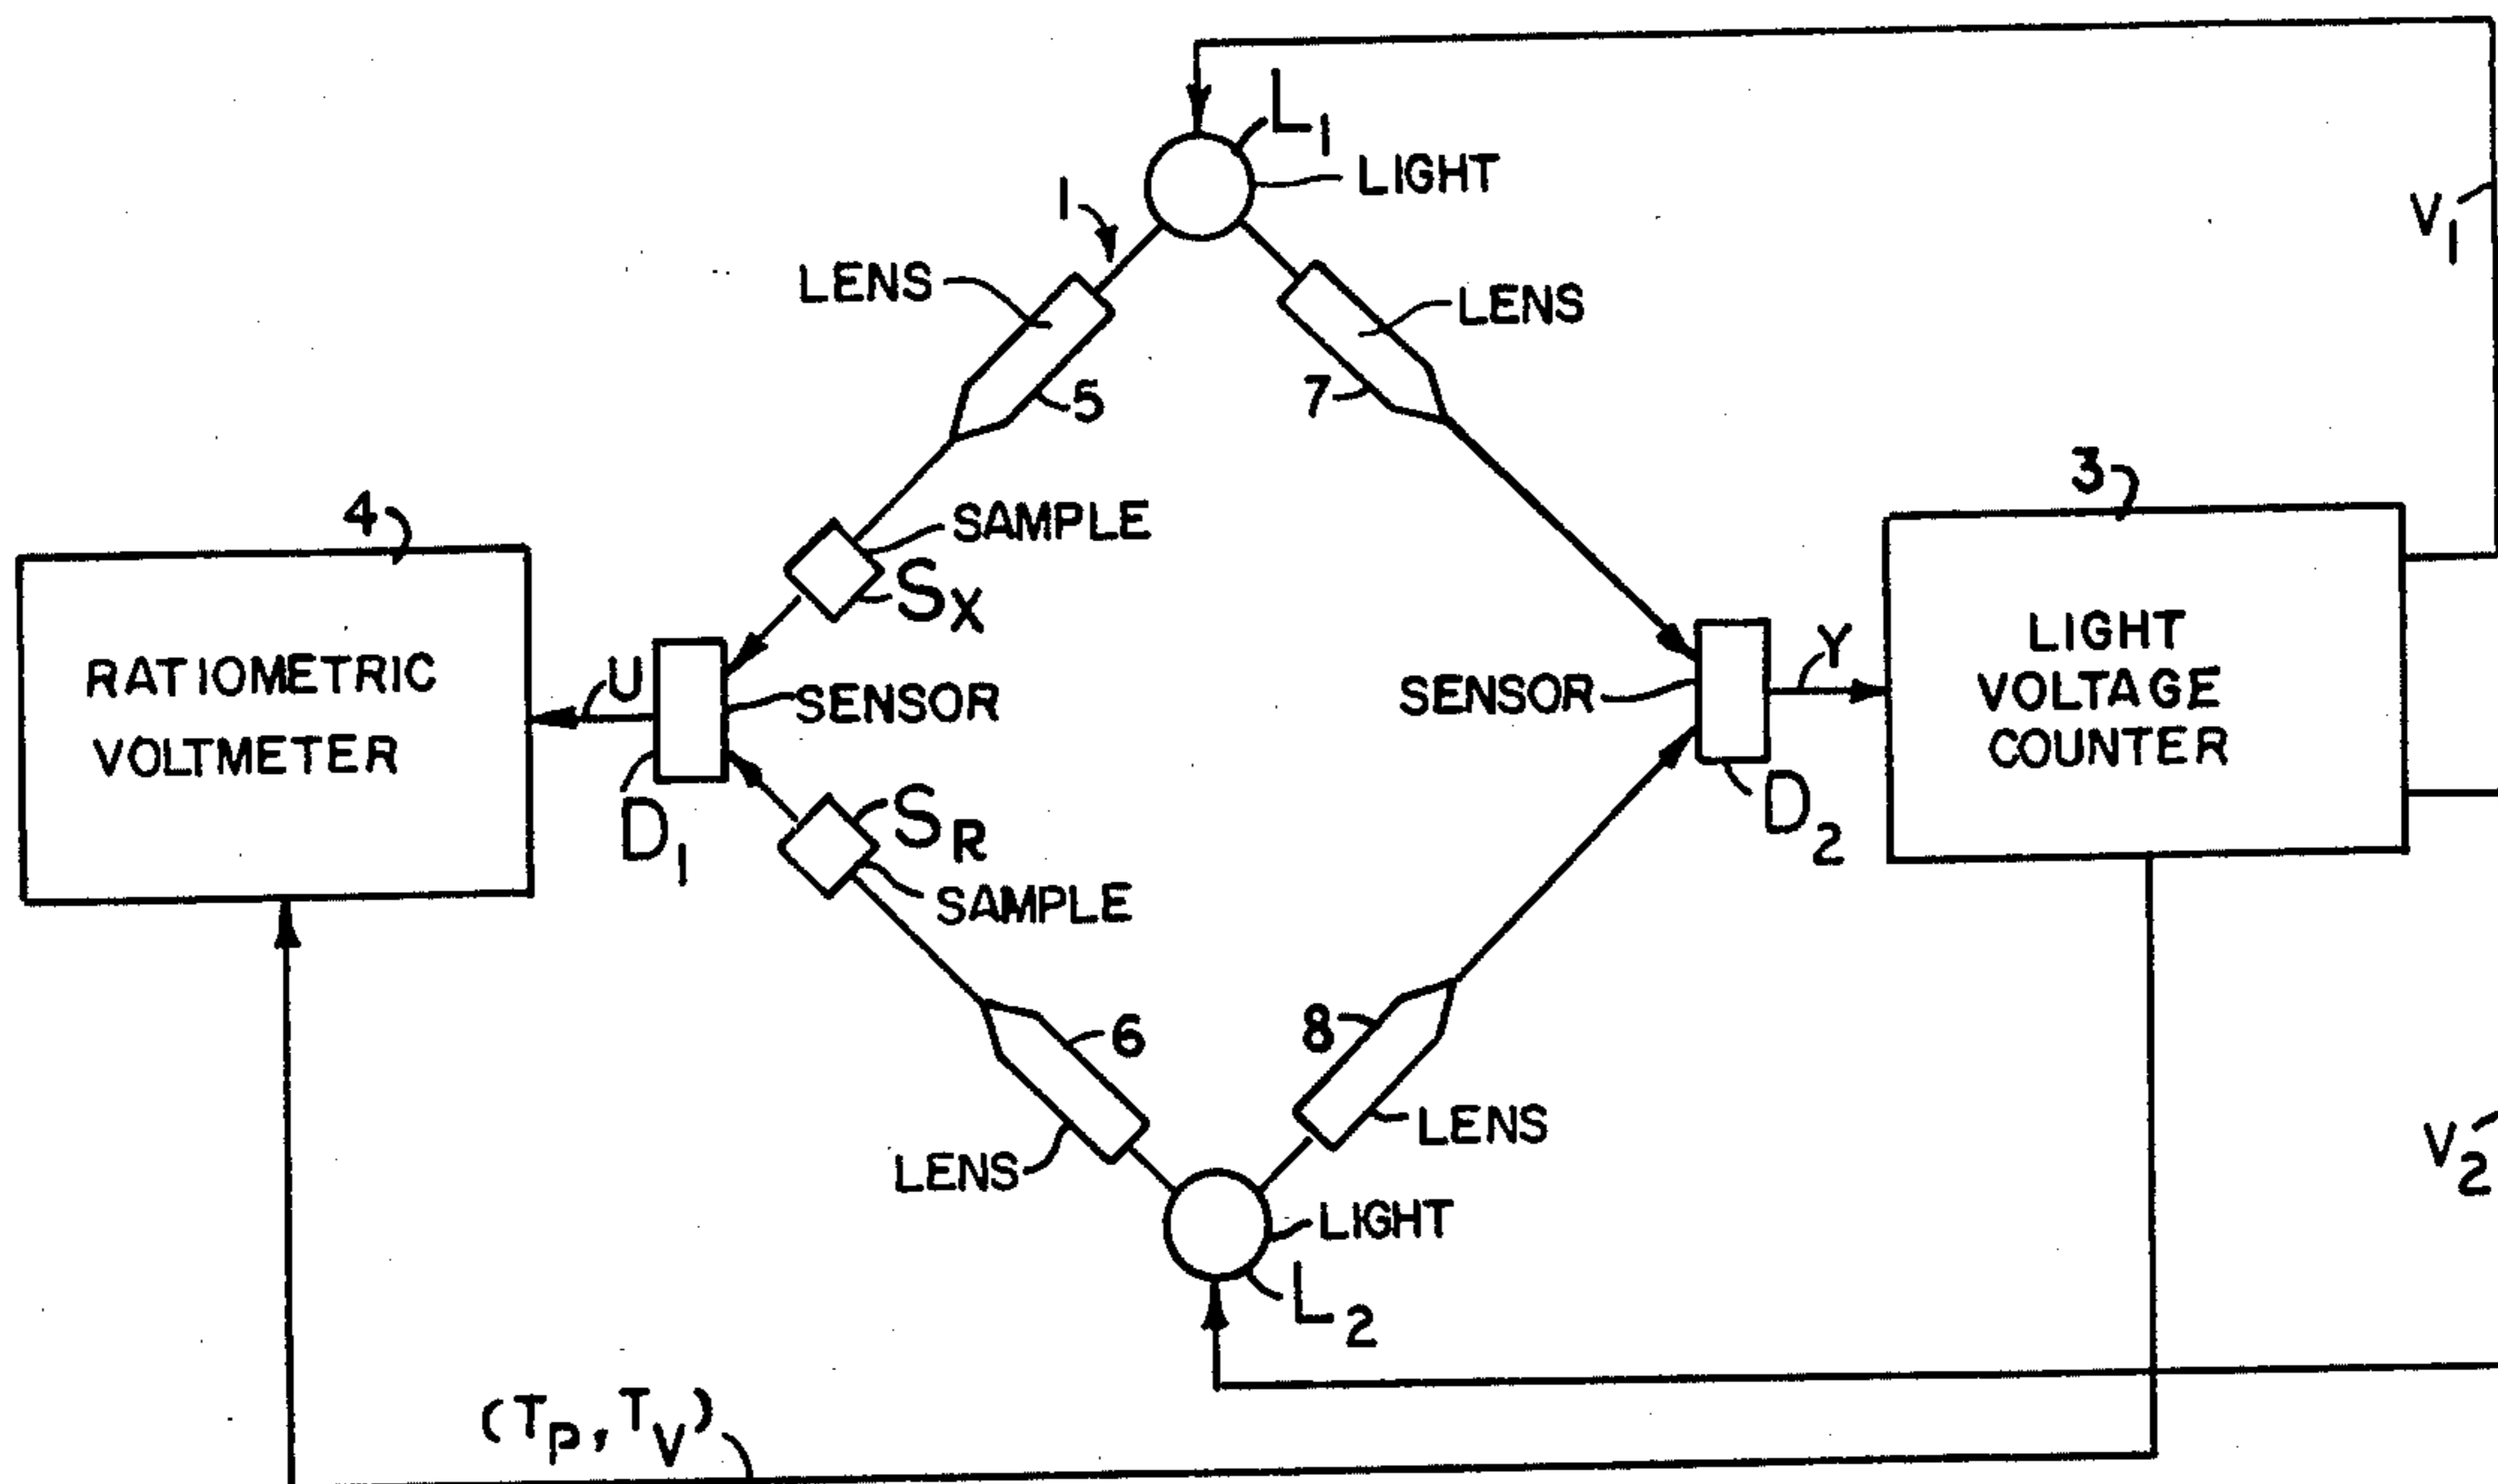 L1
LIGHT
1
V1
LENS
LENS
5
7
3
4
SAMPLE
SX
LIGHT
VOLTAGE
COUNTER
RATIOMETRIC
VOLTMETER
U
SENSOR
SENSOR
Y
D1
SR
D2
SAMPLE
6
8
LENS
V2
LENS
LIGHT
L2
(TP, TV)